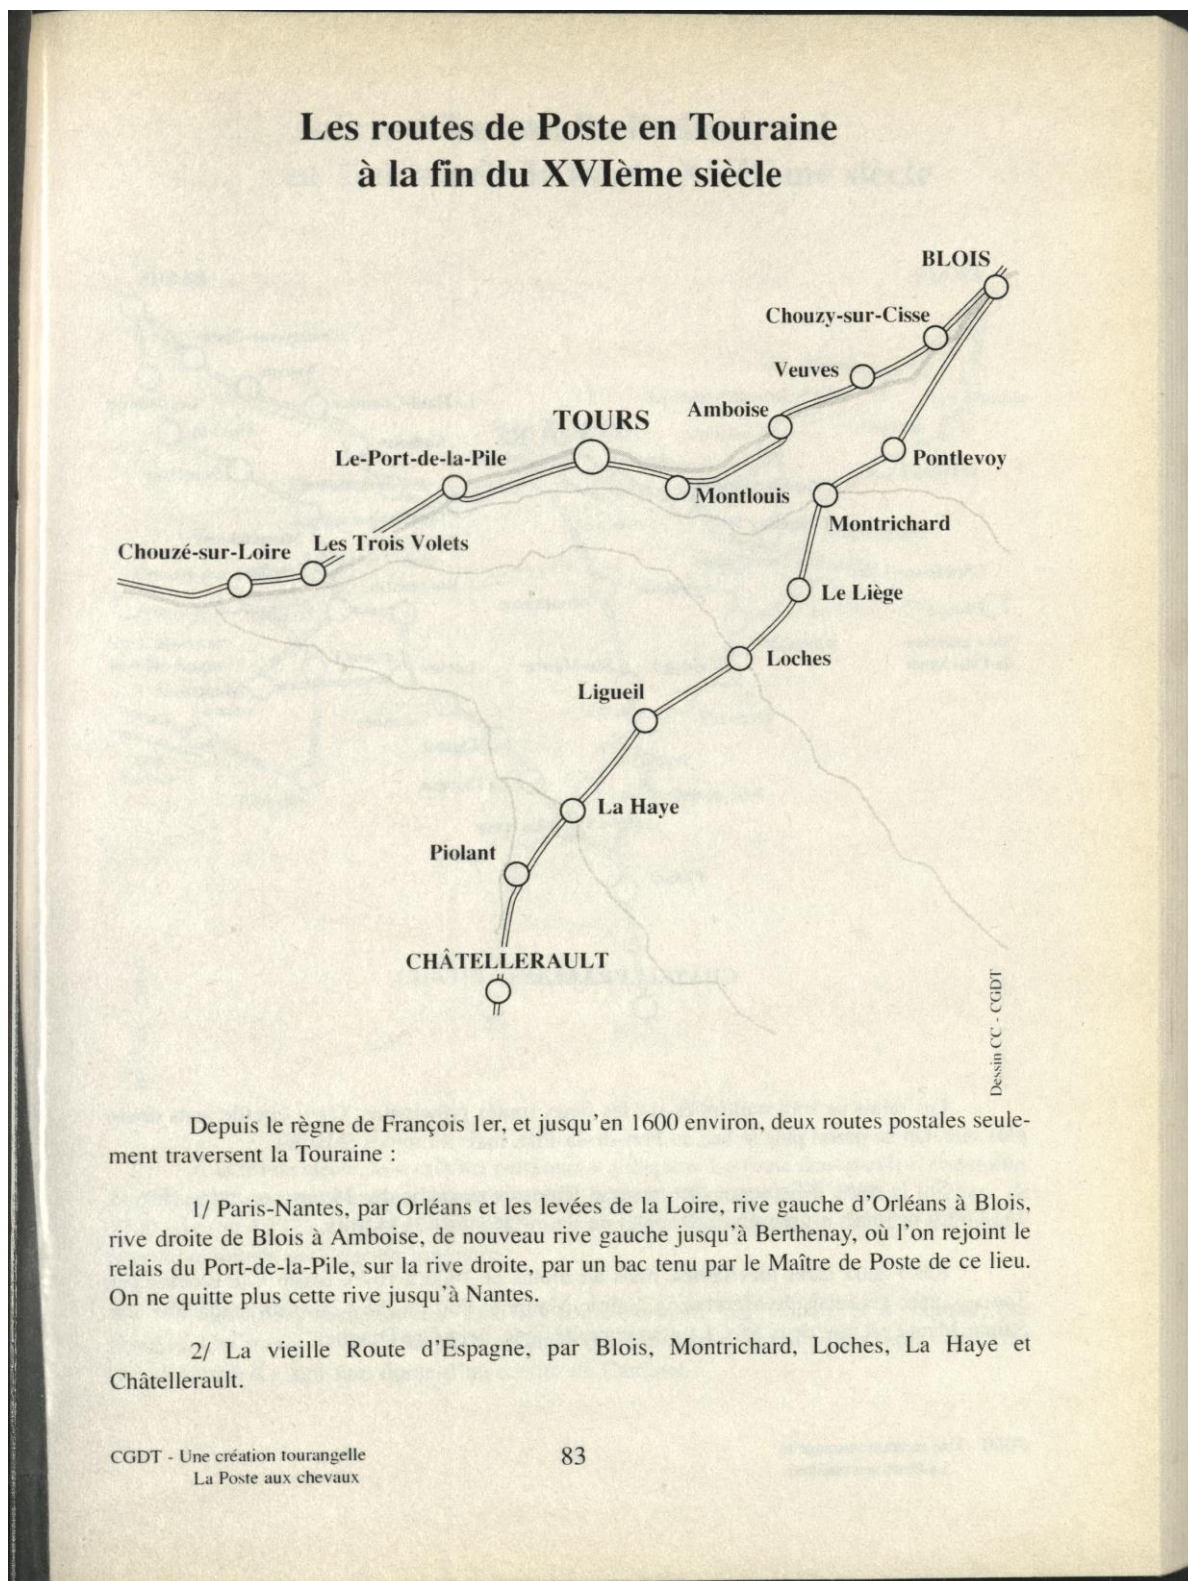 Les routes de Poste en Touraine
à la fin du XVIème siècle
BLOIS
Chouzy-sur-Cisse
Veuves
Amboise
TOURS
Le-Port-de-la-Pile
Pontlevoy
Montlouis
Montrichard
Les Trois Volets
Chouzé-sur-Loire
Le Liège
Loches
Ligueil
La Haye
Piolant
CHÂTELLERAULT
Dessin CC - CGDT
Depuis le règne de François 1er, et jusqu'en 1600 environ, deux routes postales seule-
ment traversent la Touraine :
1/ Paris-Nantes, par Orléans et les levées de la Loire, rive gauche d'Orléans à Blois,
rive droite de Blois à Amboise, de nouveau rive gauche jusqu'à Berthenay, où l'on rejoint le
relais du Port-de-la-Pile, sur la rive droite, par un bac tenu par le Maître de Poste de ce lieu.
On ne quitte plus cette rive jusqu'à Nantes.
2/ La vieille Route d'Espagne, par Blois, Montrichard, Loches, La Haye et
Châtellerault.
CGDT - Une création tourangelle
La Poste aux chevaux
83